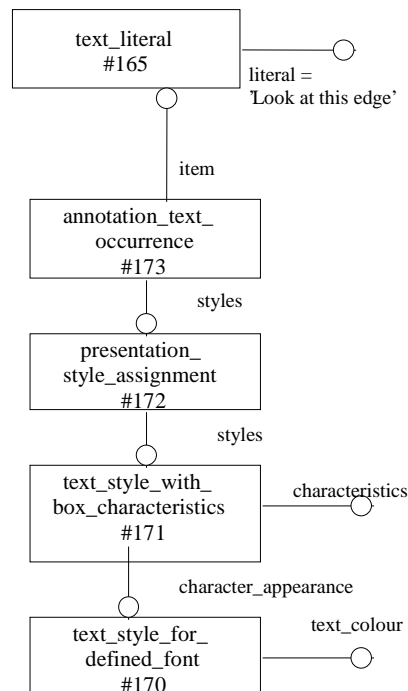 text_literal
#165
literal =
'Look at this edge'
item
annotation_text_
occurrence
#173
styles
presentation_
style_assignment
#172
styles
text_style_with_
box_characteristics
#171
characteristics
character_appearance
text_style_for_
defined_font
#170
text_colour